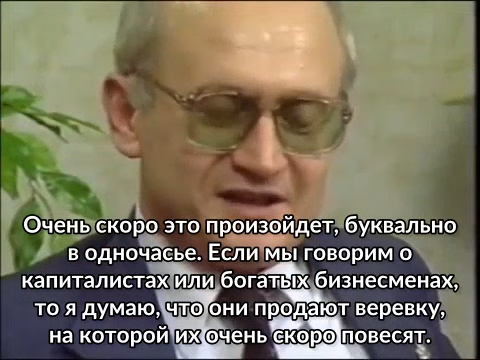 Очень скоро это произойдет, буквально
в одночасье. Если мы говорим о
капиталистах или богатых бизнесменах,
то я думаю, что они продают веревку,
на которой их очень скоро повесят.